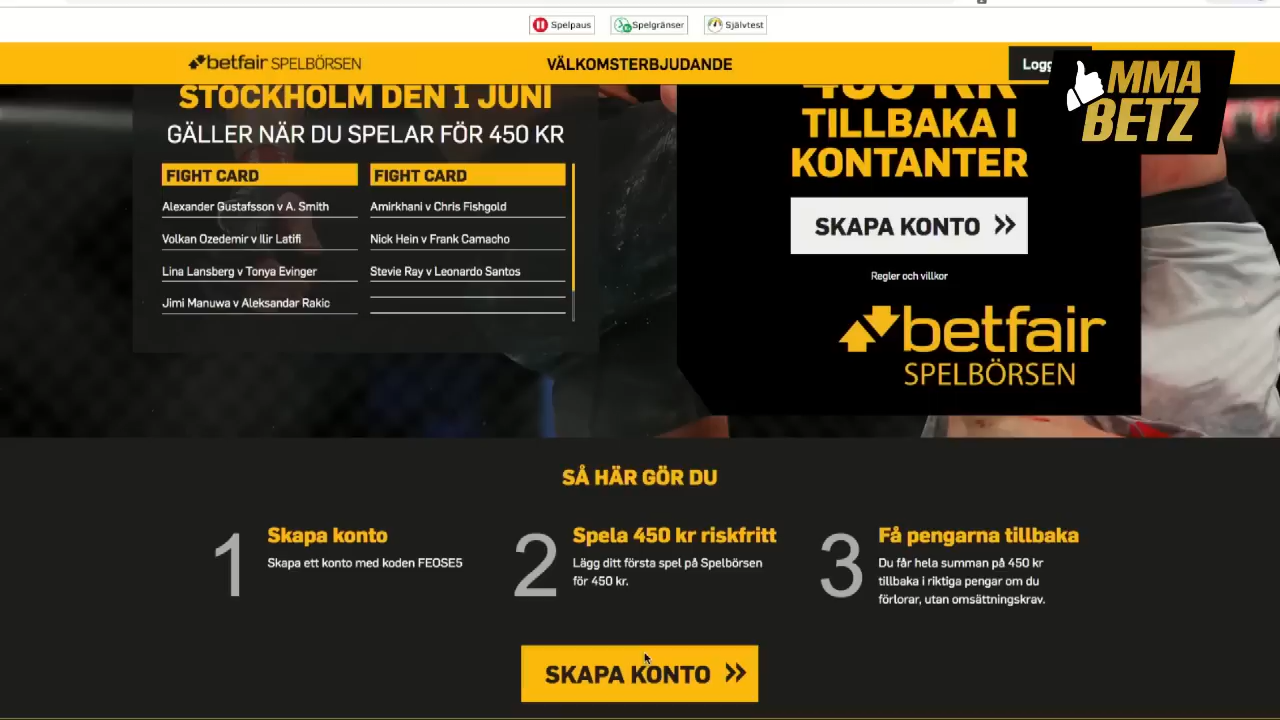 Spelpaus
Spelgränser
Självtest
betfair SPELBÖRSEN
VÄLKOMSTERBJUDANDE
Logg
MMA
BETZ
STOCKHOLM DEN 1 JUNI
GÄLLER NÄR DU SPELAR FÖR 450 KR
FIGHT CARD
Alexander Gustafsson v A. Smith
Volkan Ozedemir v Ilir Latifi
Lina Lansberg v Tonya Evinger
Jimi Manuwa v Aleksandar Rakic
FIGHT CARD
Amirkhani v Chris Fishgold
Nick Hein v Frank Camacho
Stevie Ray v Leonardo Santos
KR
TILLBAKA I
KONTANTER
SKAPA KONTO
Regler och villkor
betfair
SPELBÖRSEN
SÅ HÄR GÖR DU
1
Skapa konto
Skapa ett konto med koden FEOSE5
2
Spela 450 kr riskfritt
Lägg ditt första spel på Spelbörsen
för 450 kr.
3
Få pengarna tillbaka
Du får hela summan på 450 kr
tillbaka i riktiga pengar om du
förlorar, utan omsättningskrav.
SKAPA KONTO